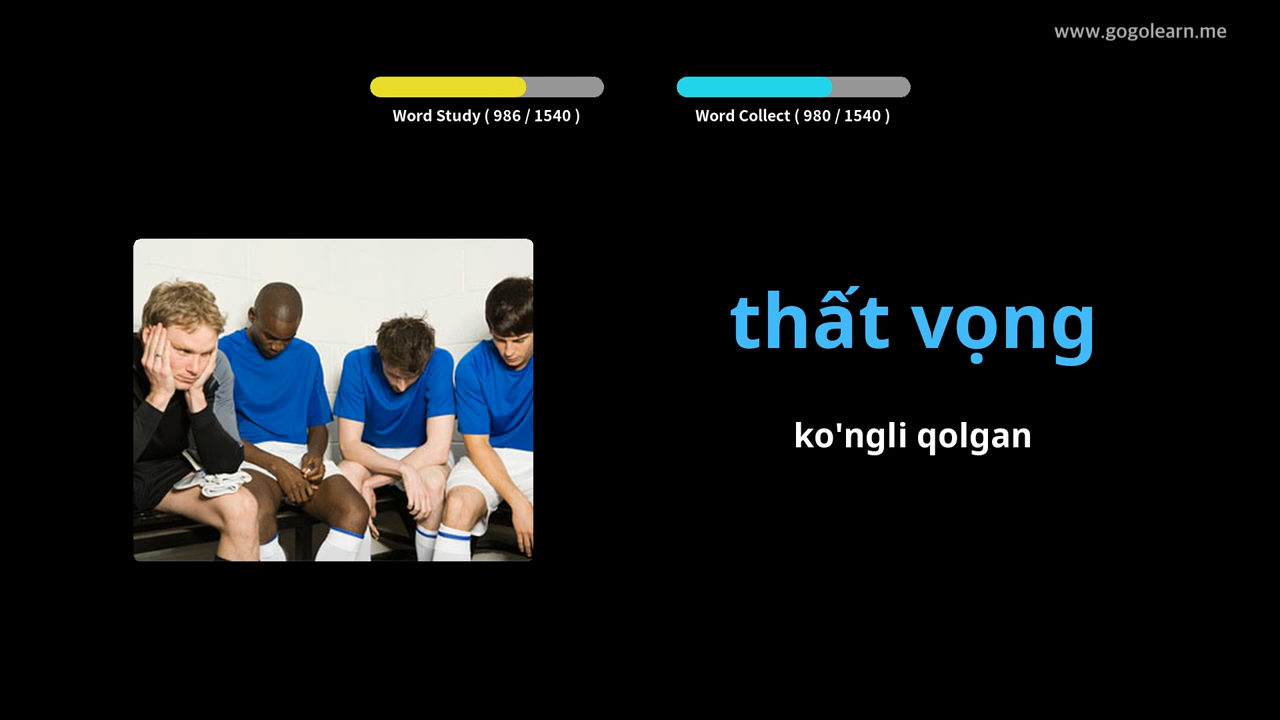 www.gogolearn.me
Word Study ( 986 / 1540 )
Word Collect ( 980 / 1540 )
thất vọng
ko'ngli qolgan